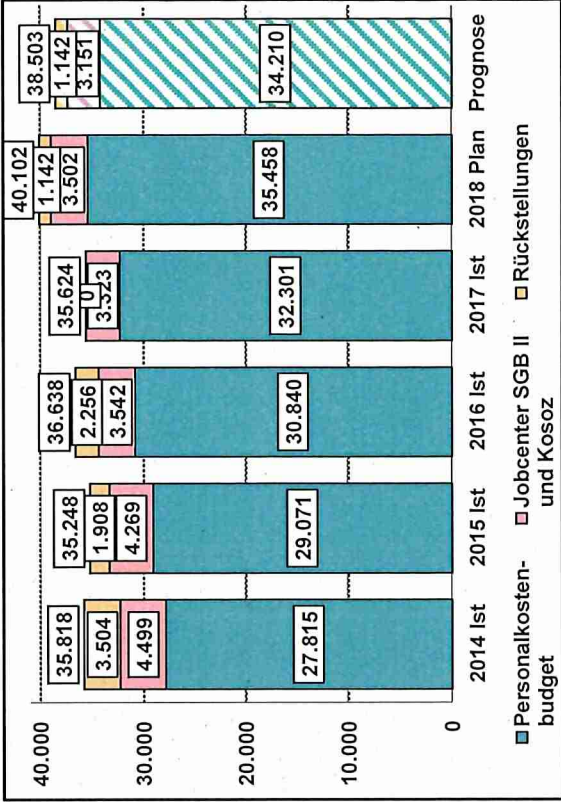 40.000
30.000
20.000
10.000
0
35.818
3.504
4.499
27.815
2014 Ist
35.248
1.908
4.269
29.071
2015 Ist
36.638
2.256
3.542
30.840
2016 Ist
35.624
0
3.323
32.301
2017 Ist
40.102
1.142
3.502
35.458
2018 Plan
38.503
1.142
3.151
34.210
Prognose
Personalkosten-
budget
Jobcenter SGB II
und Kosoz
Rückstellungen